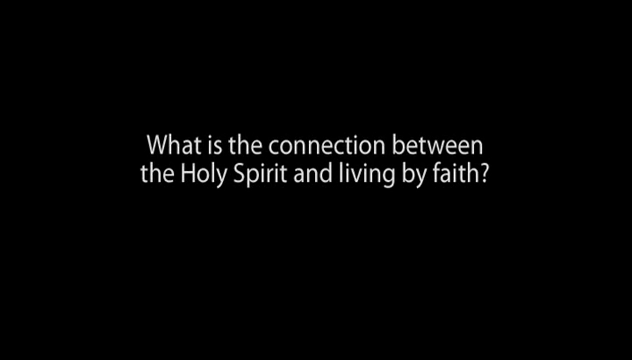 What is the connection between
the Holy Spirit and living by faith?